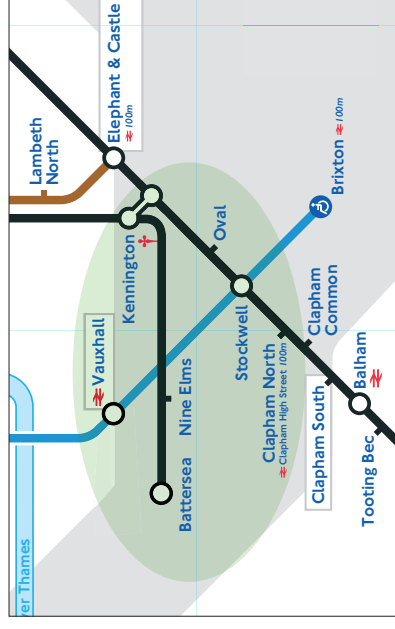 Elephant & Castle
100m
Lambeth
North
Kennington
Oval
Brixton 100m
Vauxhall
Stockwell
Clapham
Common
Nine Elms
Battersea
Clapham North
Clapham High Street 100m
Clapham South
Balham
Tooting Bec
ver Thames